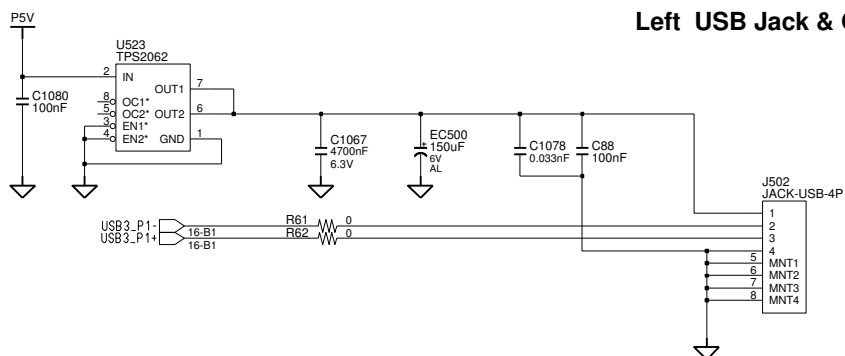 Left USB Jack &
P5V
U523
TPS2062
2 IN
OUT1 7
8 OC1*
5 OC2* OUT2 6
3 EN1*
4 EN2* GND 1
C1080
100nF
C1067
4700nF
6.3V
EC500
150uF
6V
AL
C1078
0.033nF
C88
100nF
J502
JACK-USB-4P
1
2
3
4
5 MNT1
6 MNT2
7 MNT3
8 MNT4
USB3_P1- 16-B1 R61 0
USB3_P1+ 16-B1 R62 0